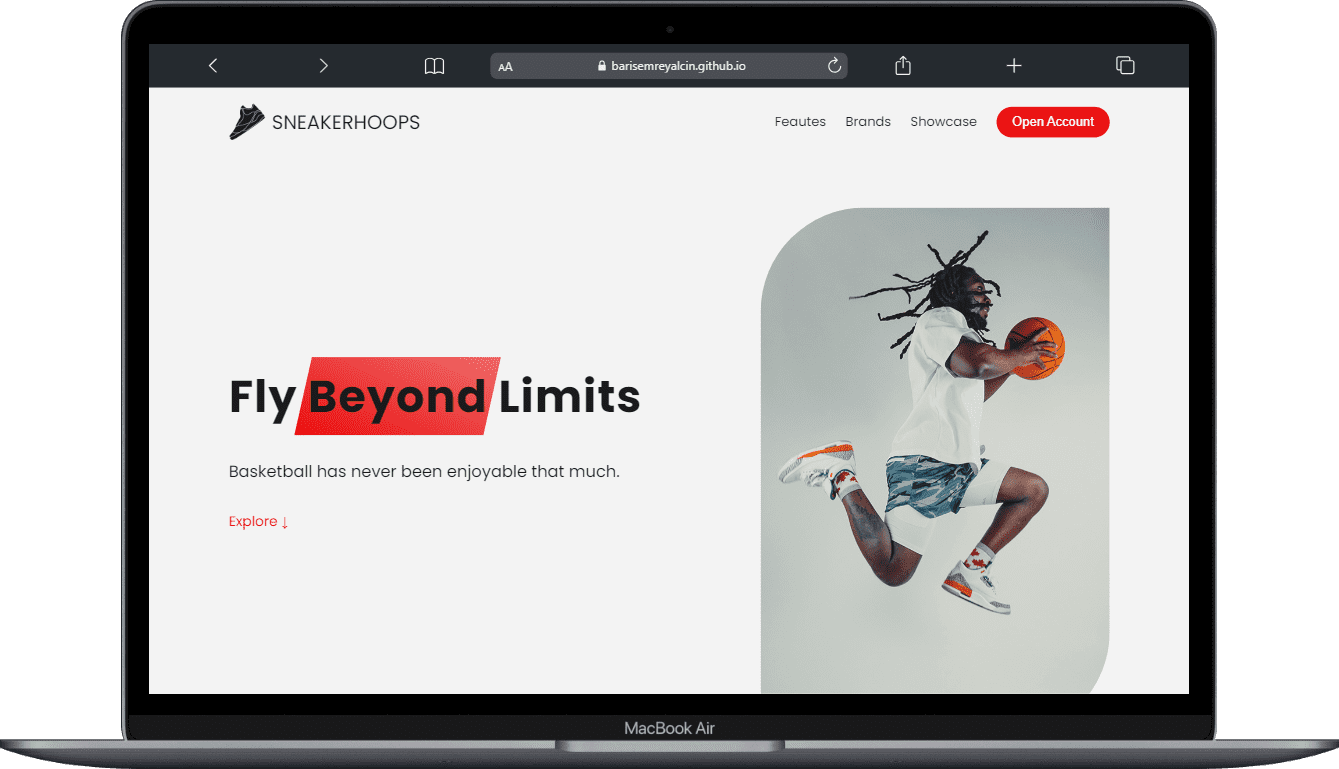 AA barisemreyalcin.github.io
SNEAKERHOOPS
Feautes Brands Showcase Open Account
Fly Beyond Limits
Basketball has never been enjoyable that much.
Explore ↓
MacBook Air